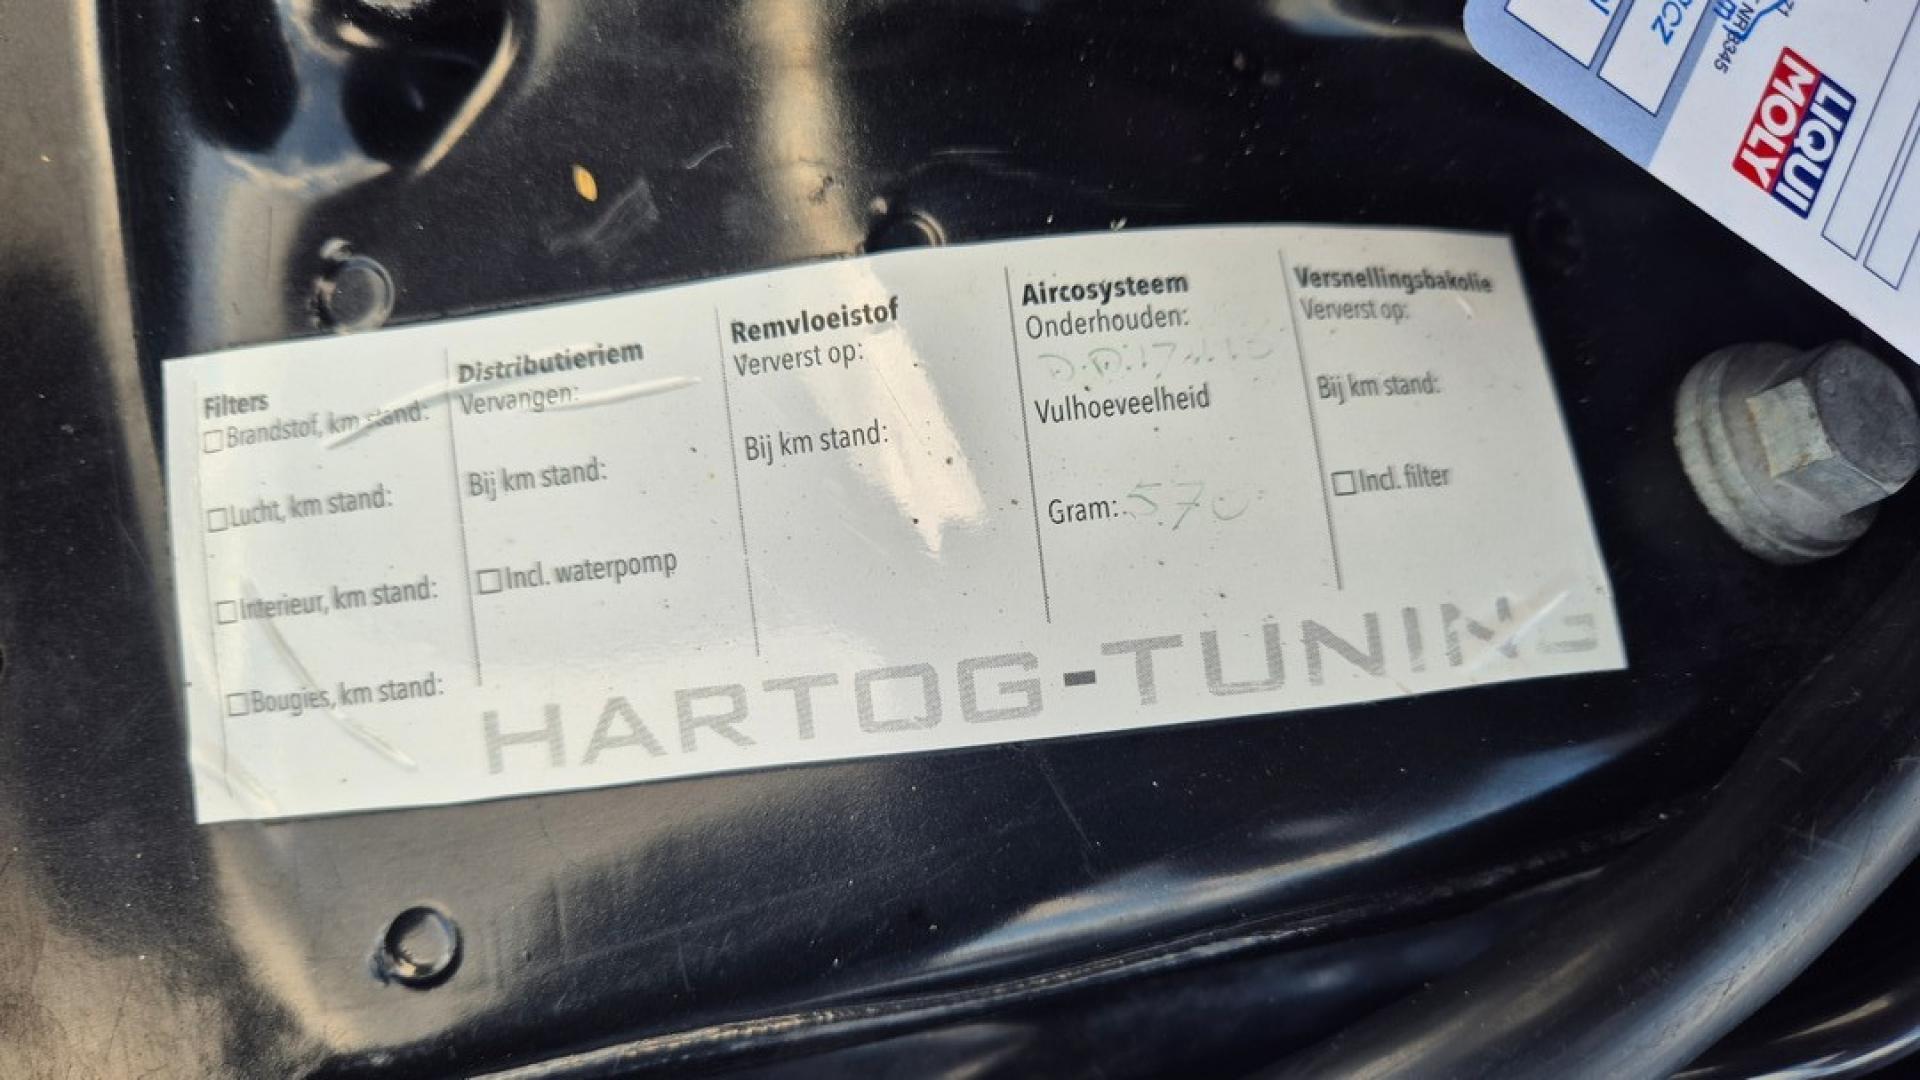 Filters
Brandstof, km stand:
Lucht, km stand:
Interieur, km stand:
Bougies, km stand:
Distributieriem
Vervangen:
Bij km stand:
Incl. waterpomp
Remvloeistof
Ververst op:
Bij km stand:
Aircosysteem
Onderhouden:
Vulhoeveelheid
Gram: 570
Versnellingsbakolie
Ververst op:
Bij km stand:
Incl. filter
HARTOG-TUNING
LIQUI
MOLY